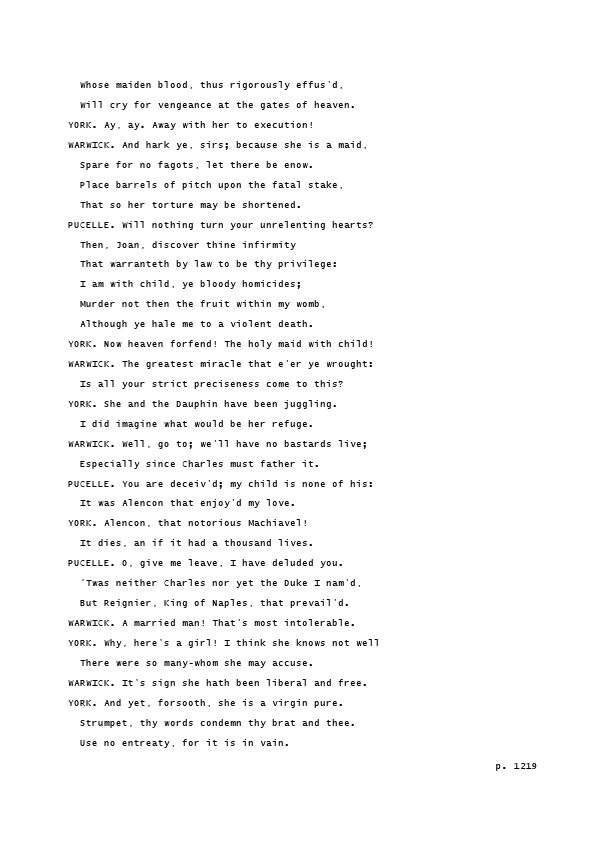 Whose maiden blood, thus rigorously effus'd,
Will cry for vengeance at the gates of heaven.
YORK. Ay, ay. Away with her to execution!
WARWICK. And hark ye, sirs; because she is a maid,
Spare for no fagots, let there be enow.
Place barrels of pitch upon the fatal stake,
That so her torture may be shortened.
PUCELLE. Will nothing turn your unrelenting hearts?
Then, Joan, discover thine infirmity
That warranteth by law to be thy privilege:
I am with child, ye bloody homicides;
Murder not then the fruit within my womb,
Although ye hale me to a violent death.
YORK. Now heaven forfend! The holy maid with child!
WARWICK. The greatest miracle that e'er ye wrought:
Is all your strict preciseness come to this?
YORK. She and the Dauphin have been juggling.
I did imagine what would be her refuge.
WARWICK. Well, go to; we'll have no bastards live;
Especially since Charles must father it.
PUCELLE. You are deceiv'd; my child is none of his:
It was Alencon that enjoy'd my love.
YORK. Alencon, that notorious Machiavel!
It dies, an if it had a thousand lives.
PUCELLE. O, give me leave, I have deluded you.
'Twas neither Charles nor yet the Duke I nam'd,
But Reignier, King of Naples, that prevail'd.
WARWICK. A married man! That's most intolerable.
YORK. Why, here's a girl! I think she knows not well
There were so many-whom she may accuse.
WARWICK. It's sign she hath been liberal and free.
YORK. And yet, forsooth, she is a virgin pure.
Strumpet, thy words condemn thy brat and thee.
Use no entreaty, for it is in vain.
p. 1219